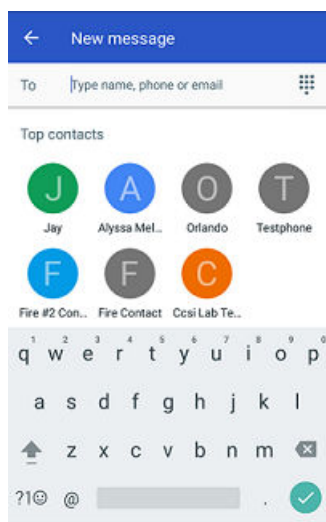 New message
To Type name, phone or email
Top contacts
J A O T
Jay Alyssa Mel... Orlando Testphone
F F C
Fire #2 Con... Fire Contact Ccsi Lab Te...
1 2 3 4 5 6 7 8 9 0
q w e r t y u i o p
a s d f g h j k l
z x c v b n m
?1☺ @ .